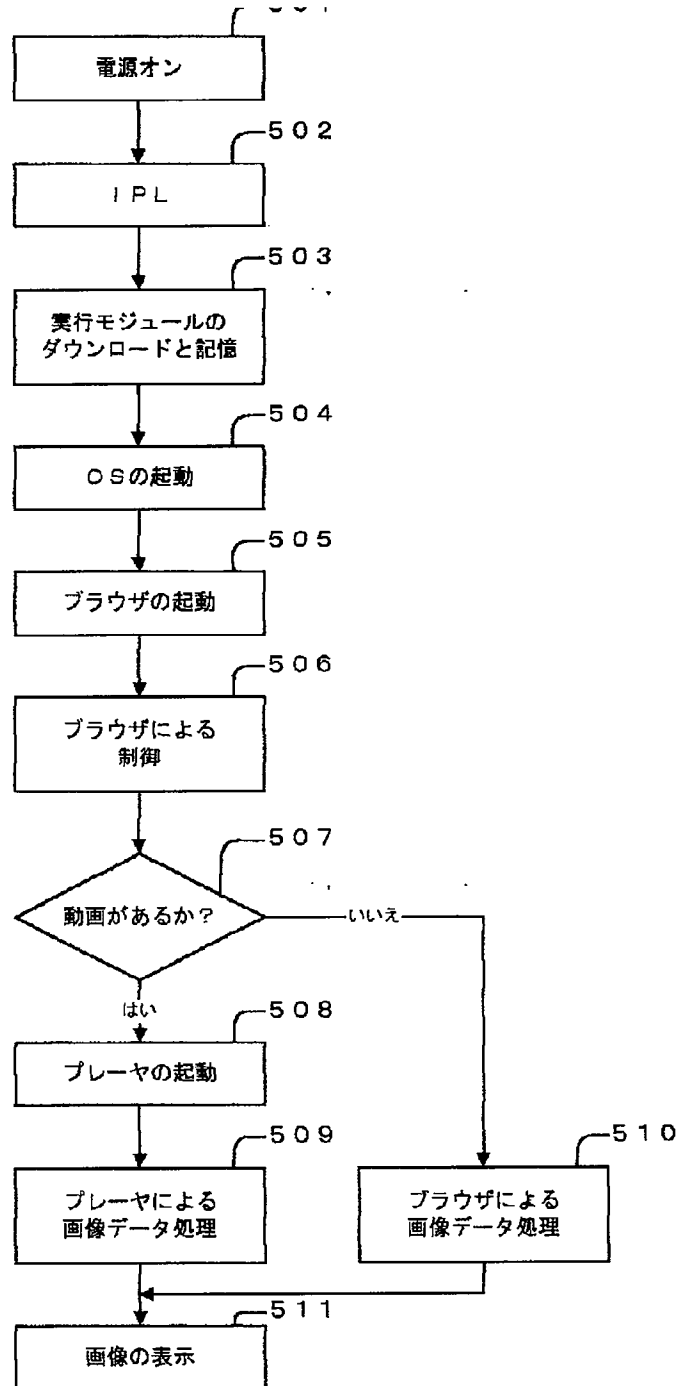 電源オン
５０２
ＩＰＬ
５０３
実行モジュールの
ダウンロードと記憶
５０４
ＯＳの起動
５０５
ブラウザの起動
５０６
ブラウザによる
制御
５０７
動画があるか？
いいえ
はい
５０８
プレーヤの起動
５０９
プレーヤによる
画像データ処理
５１０
ブラウザによる
画像データ処理
５１１
画像の表示